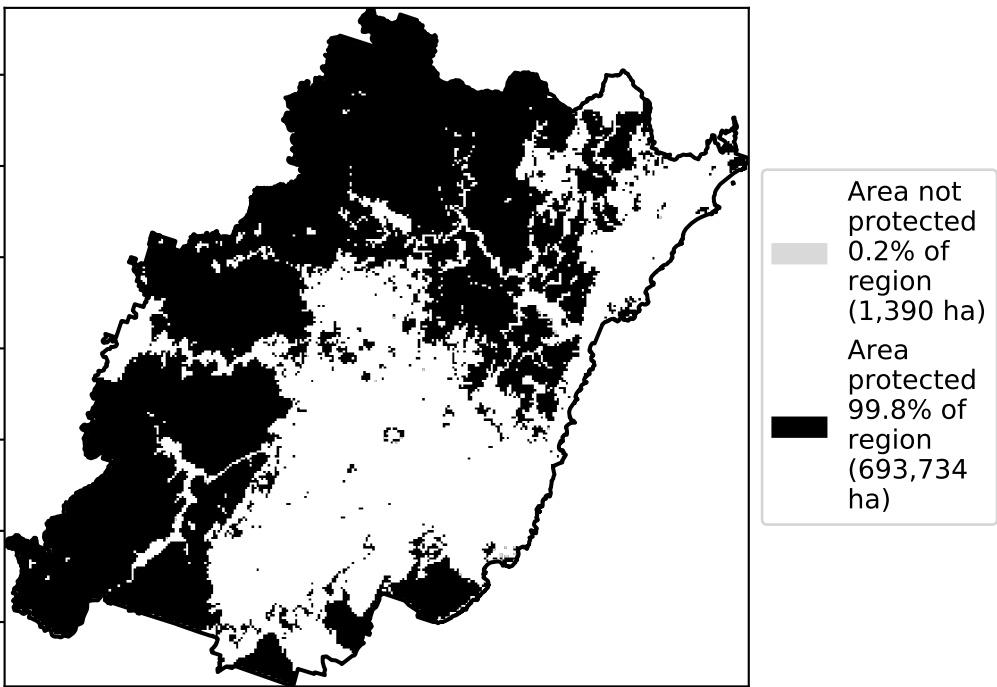 Area not
protected
0.2% of
region
(1,390 ha)
Area
protected
99.8% of
region
(693,734
ha)